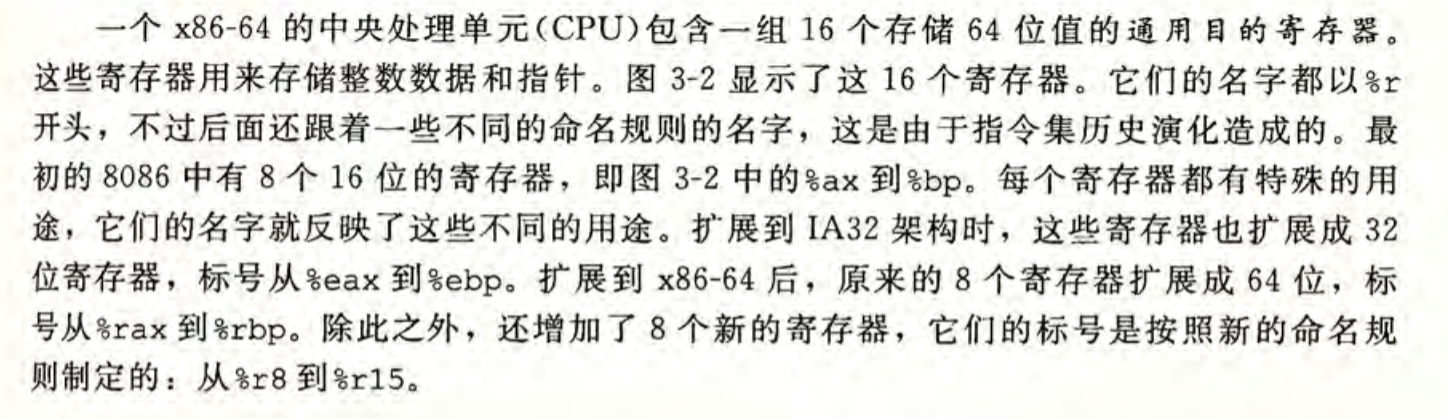 一个 x86-64 的中央处理单元(CPU)包含一组 16 个存储 64 位值的通用目的寄存器。
这些寄存器用来存储整数数据和指针。图 3-2 显示了这 16 个寄存器。它们的名字都以%r
开头，不过后面还跟着一些不同的命名规则的名字，这是由于指令集历史演化造成的。最
初的 8086 中有 8 个 16 位的寄存器，即图 3-2 中的%ax 到%bp。每个寄存器都有特殊的用
途，它们的名字就反映了这些不同的用途。扩展到 IA32 架构时，这些寄存器也扩展成 32
位寄存器，标号从%eax 到%ebp。扩展到 x86-64 后，原来的 8 个寄存器扩展成 64 位，标
号从%rax 到%rbp。除此之外，还增加了 8 个新的寄存器，它们的标号是按照新的命名规
则制定的：从%r8 到%r15。